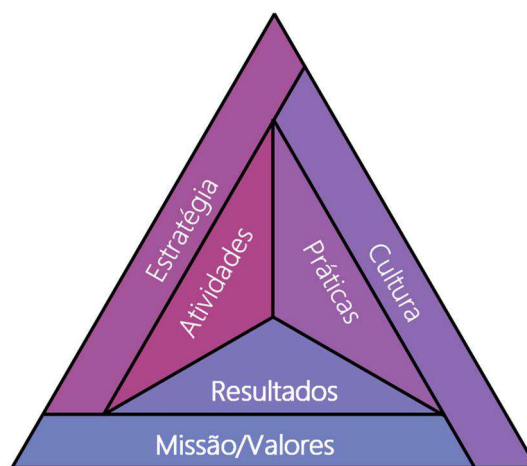 Estratégia
Atividades
Práticas
Cultura
Resultados
Missão/Valores